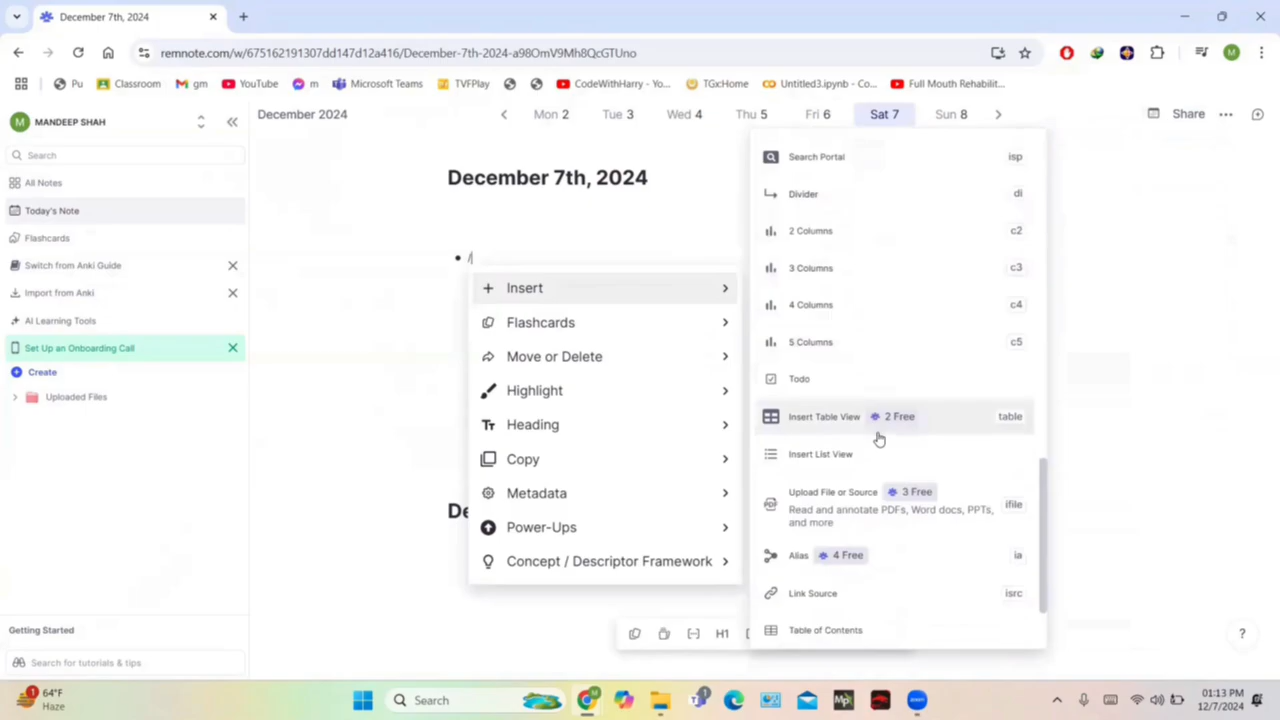 December 7th, 2024
remnote.com/w/675162191307dd147d12a416/December-7th-2024-a98OmV9Mh8QcGTUno
M
Pu
Classroom
gm
YouTube
m
Microsoft Teams
TVFPlay
CodeWithHarry - Yo...
TGxHome
Untitled3.ipynb - Co...
Full Mouth Rehabilit...
M MANDEEP SHAH
Search
All Notes
Today's Note
Flashcards
Switch from Anki Guide
Import from Anki
AI Learning Tools
Set Up an Onboarding Call
Create
Uploaded Files
Getting Started
Search for tutorials & tips
December 2024
Mon 2
Tue 3
Wed 4
Thu 5
Fri 6
Sat 7
Sun 8
Share
December 7th, 2024
/
Insert
Flashcards
Move or Delete
Highlight
Heading
Copy
Metadata
Power-Ups
Concept / Descriptor Framework
De
H1
Search Portal isp
Divider di
2 Columns c2
3 Columns c3
4 Columns c4
5 Columns c5
Todo
Insert Table View 2 Free table
Insert List View
Upload File or Source 3 Free ifile
Read and annotate PDFs, Word docs, PPTs,
and more
Alias 4 Free ia
Link Source isrc
Table of Contents
?
1
64°F
Haze
Search
01:13 PM
12/7/2024